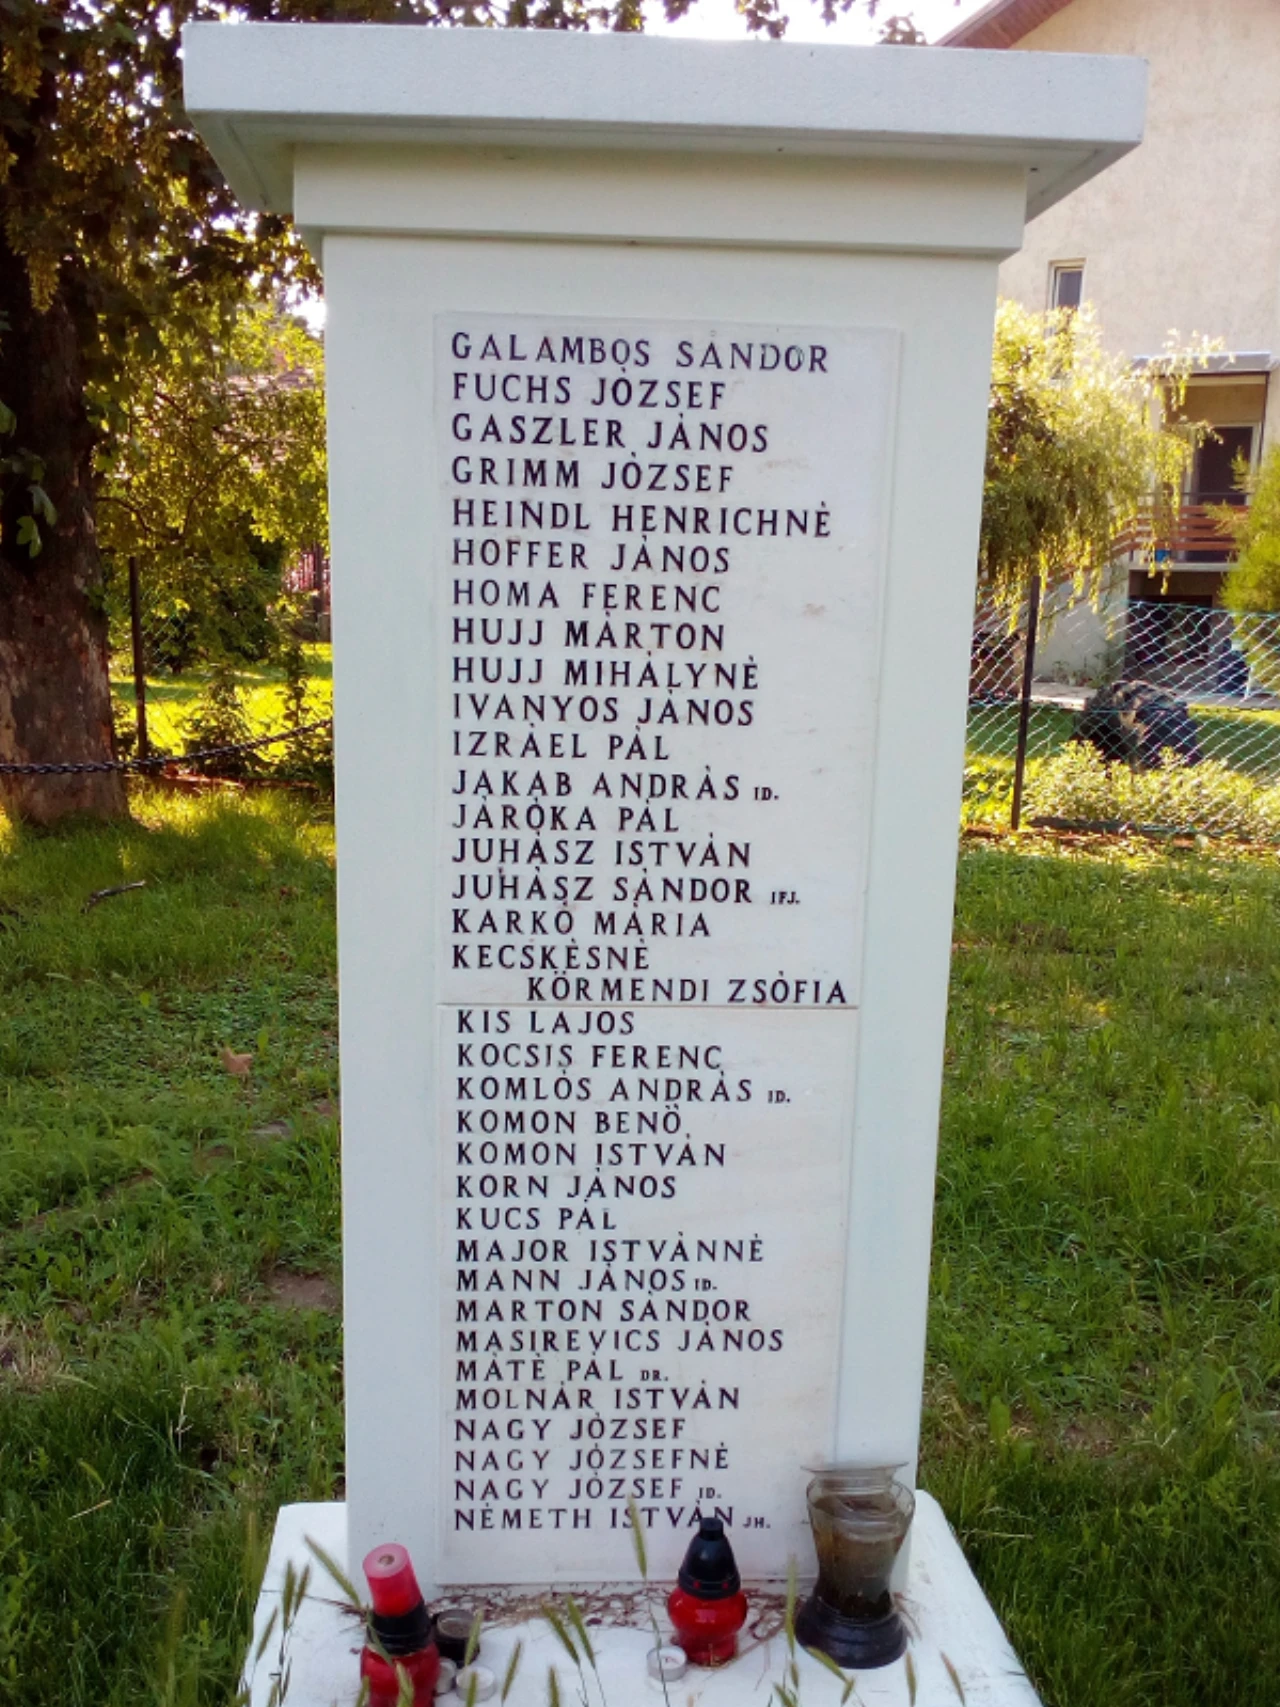 GALAMBOS SÁNDOR
FUCHS JÓZSEF
GASZLER JÁNOS
GRIMM JÓZSEF
HEINDL HENRICHNÉ
HOFFER JÁNOS
HOMA FERENC
HUJJ MÁRTON
HUJJ MIHÁLYNÉ
IVÁNYOS JÁNOS
IZRÁEL PÁL
JAKAB ANDRÁS ID.
JÁRÓKA PÁL
JUHÁSZ ISTVÁN
JUHÁSZ SÁNDOR IFJ.
KARKÓ MÁRIA
KECSKÉSNÉ
KÖRMENDI ZSÓFIA
KIS LAJOS
KOCSIS FERENC
KOMLÓS ANDRÁS ID.
KOMON BENÖ
KOMON ISTVÁN
KORN JÁNOS
KUCS PÁL
MAJOR ISTVÁNNÉ
MANN JÁNOS ID.
MARTON SÁNDOR
MASIREVICS JÁNOS
MÁTÉ PÁL DR.
MOLNÁR ISTVÁN
NAGY JÓZSEF
NAGY JÓZSEFNÉ
NAGY JÓZSEF ID.
NÉMETH ISTVÁN JH.